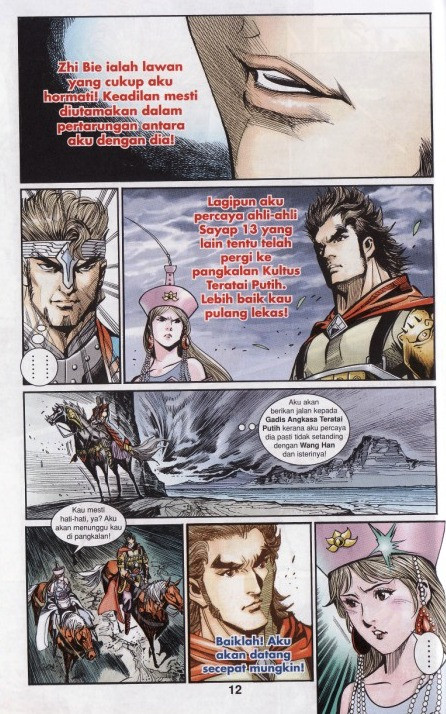 Zhi Bie ialah lawan
yang cukup aku
hormati! Keadilan mesti
diutamakan dalam
pertarungan antara
aku dengan dia!
Lagipun aku
percaya ahli-ahli
Sayap 13 yang
lain tentu telah
pergi ke
pangkalan Kultus
Teratai Putih.
Lebih baik kau
pulang lekas!
Aku akan
berikan jalan kepada
Gadis Angkasa Teratai
Putih kerana aku percaya
dia pasti tidak setanding
dengan Wang Han
dan isterinya!
Kau mesti
hati-hati, ya? Aku
akan menunggu kau
di pangkalan!
Baiklah! Aku
akan datang
secepat mungkin!
12